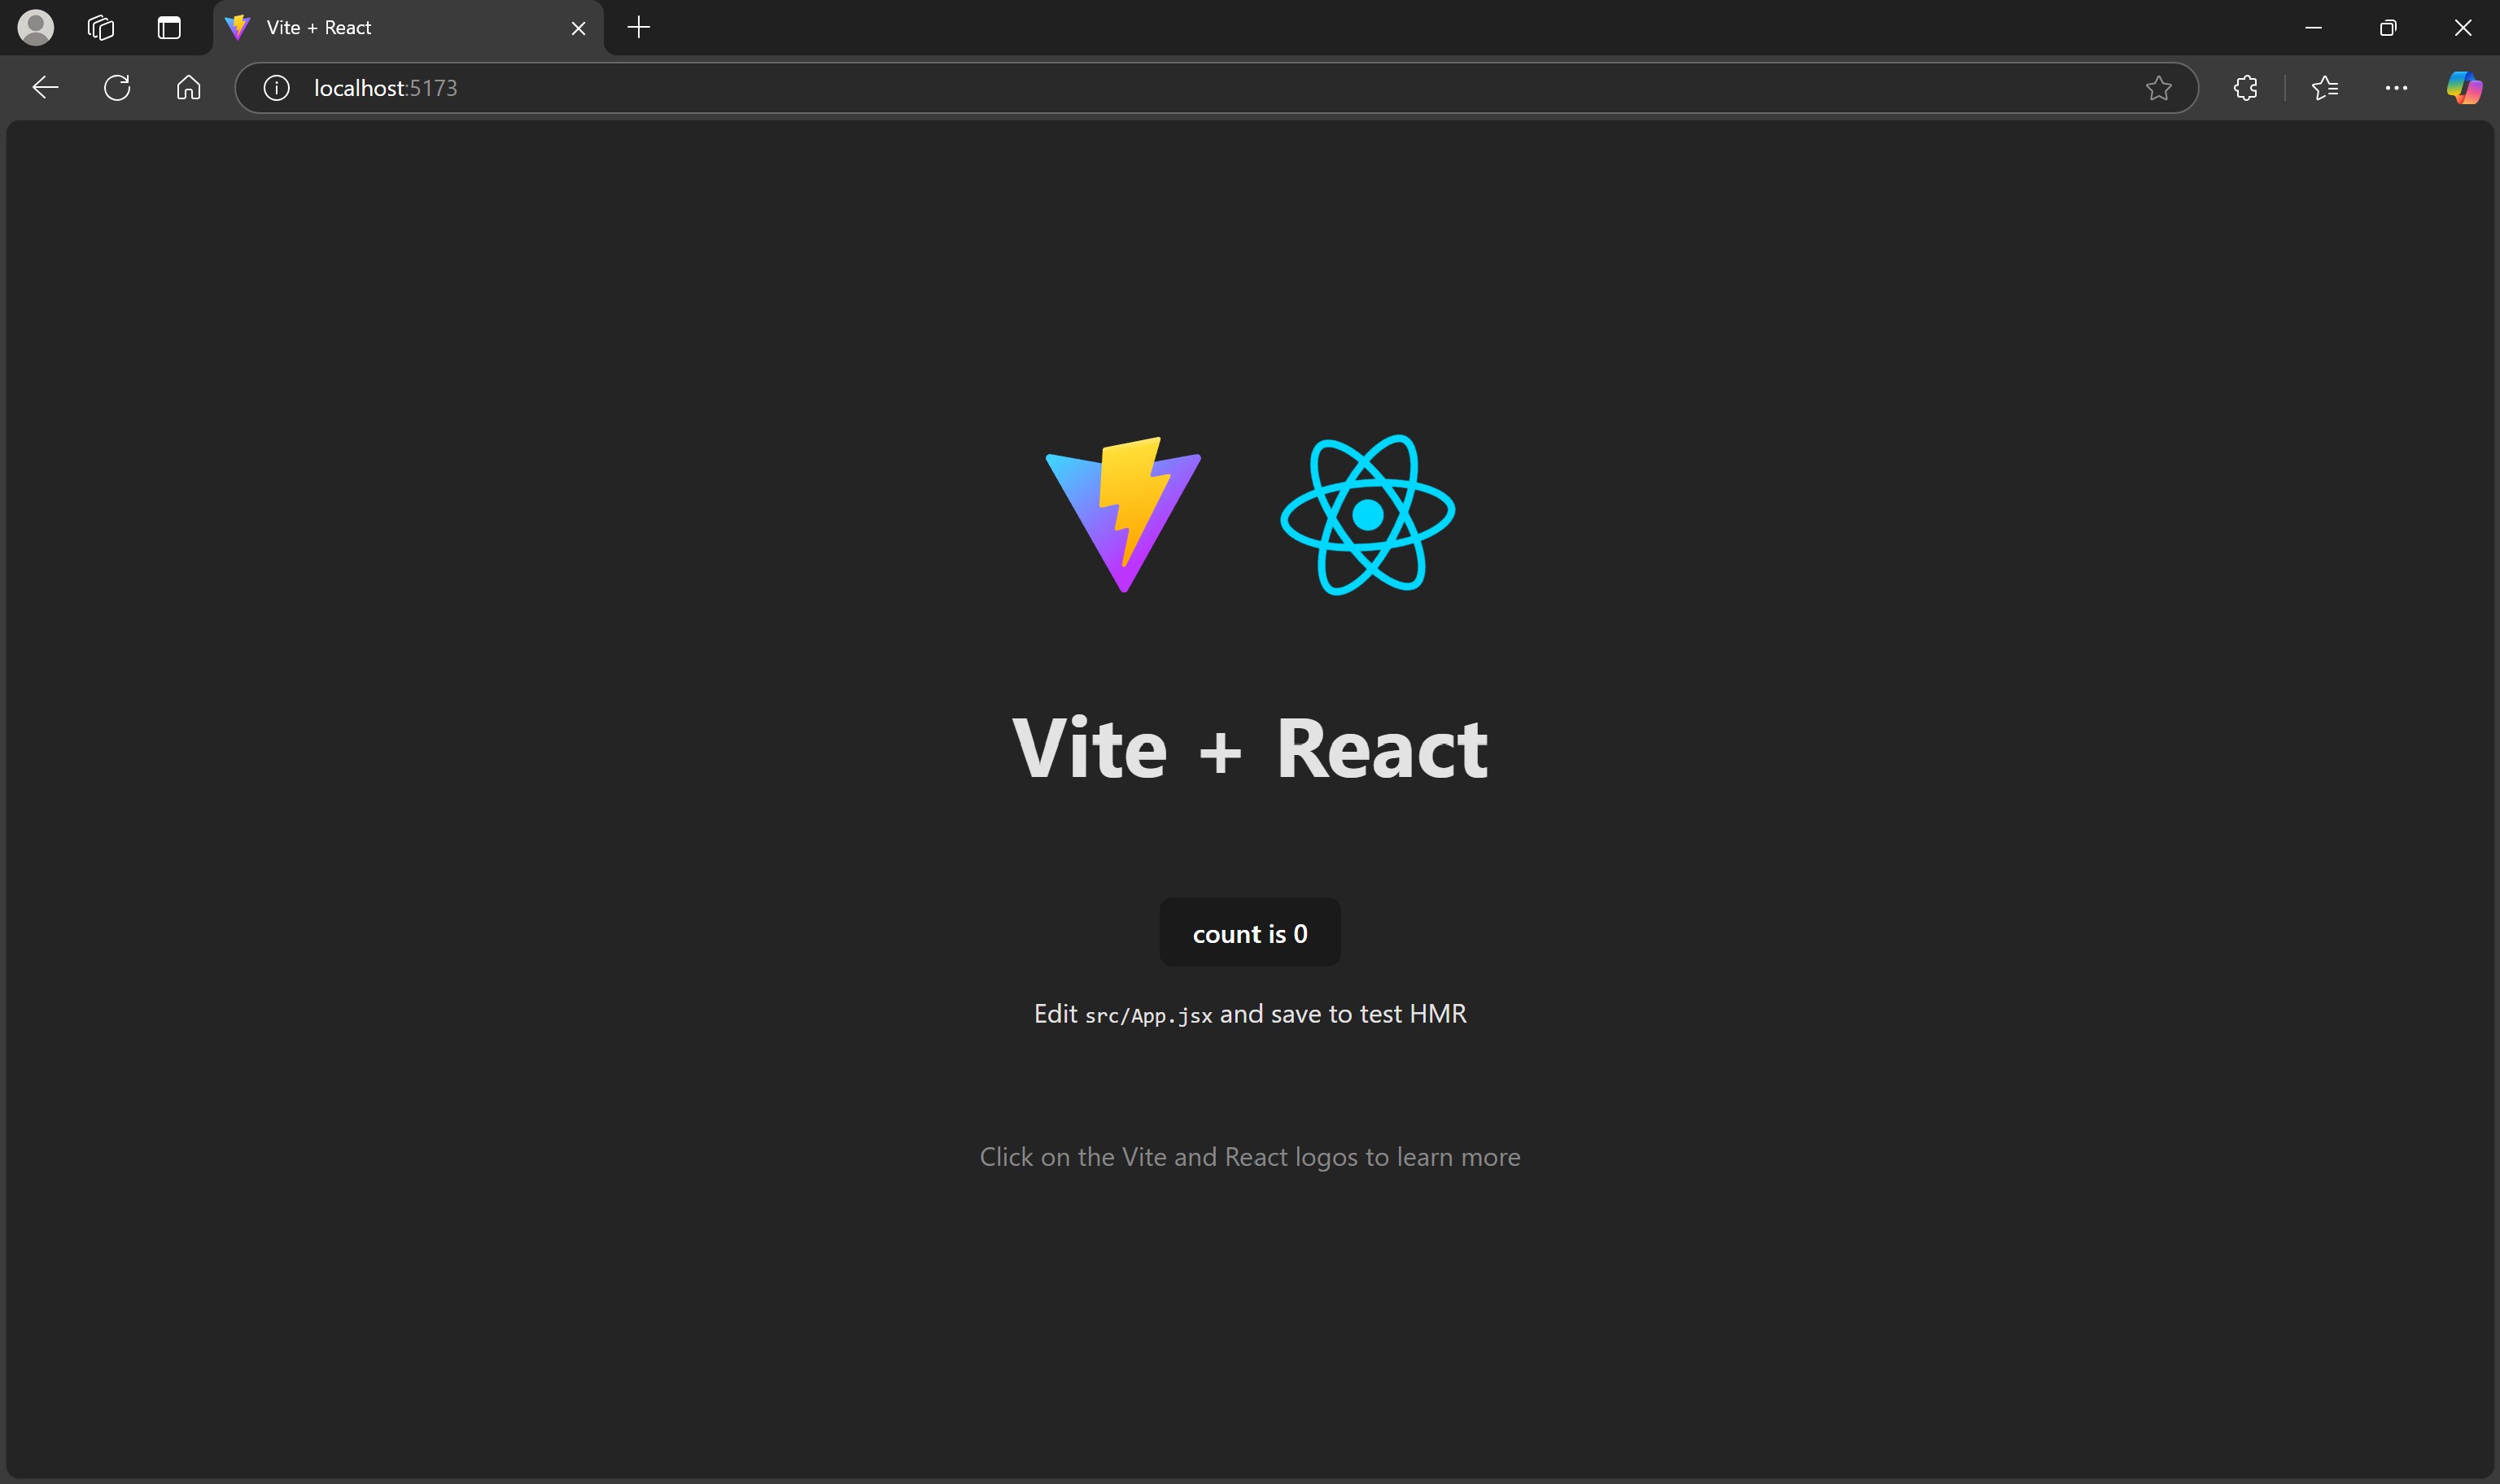 Vite + React
localhost:5173
Vite + React
count is 0
Edit src/App.jsx and save to test HMR
Click on the Vite and React logos to learn more